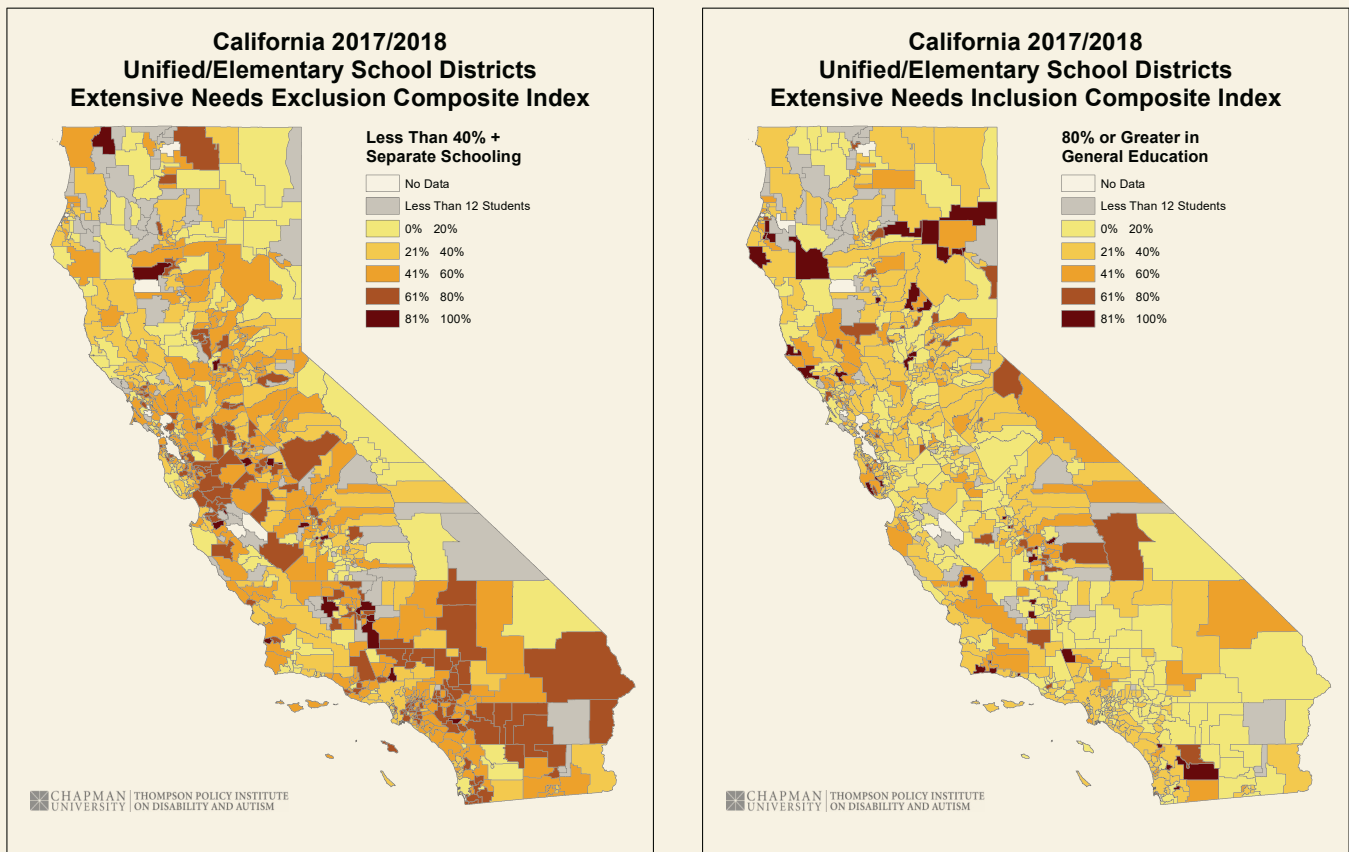 California 2017/2018
Unified/Elementary School Districts
Extensive Needs Exclusion Composite Index
Less Than 40% +
Separate Schooling
No Data
Less Than 12 Students
0% 20%
21% 40%
41% 60%
61% 80%
81% 100%
CHAPMAN
UNIVERSITY
THOMPSON POLICY INSTITUTE
ON DISABILITY AND AUTISM
California 2017/2018
Unified/Elementary School Districts
Extensive Needs Inclusion Composite Index
80% or Greater in
General Education
No Data
Less Than 12 Students
0% 20%
21% 40%
41% 60%
61% 80%
81% 100%
CHAPMAN
UNIVERSITY
THOMPSON POLICY INSTITUTE
ON DISABILITY AND AUTISM